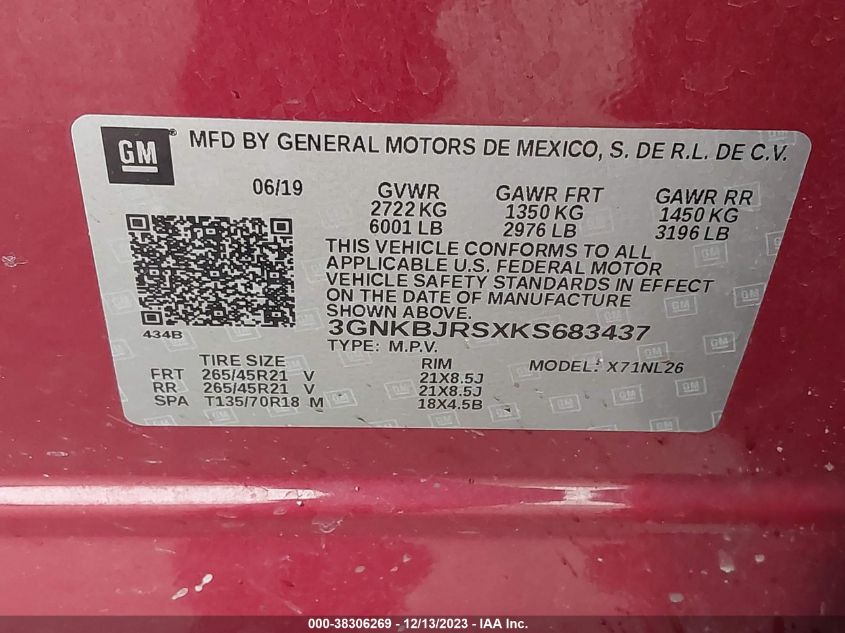 GM® MFD BY GENERAL MOTORS DE MEXICO, S. DE R.L. DE C.V.
06/19 GVWR GAWR FRT GAWR RR
2722 KG 1350 KG 1450 KG
6001 LB 2976 LB 3196 LB
THIS VEHICLE CONFORMS TO ALL
APPLICABLE U.S. FEDERAL MOTOR
VEHICLE SAFETY STANDARDS IN EFFECT
ON THE DATE OF MANUFACTURE
SHOWN ABOVE.
434B 3GNKBJRSXKS683437
TYPE: M.P.V. MODEL: X71NL26
TIRE SIZE RIM
FRT 265/45R21 V 21X8.5J
RR 265/45R21 V 21X8.5J
SPA T135/70R18 M 18X4.5B
000-38306269 - 12/13/2023 - IAA Inc.